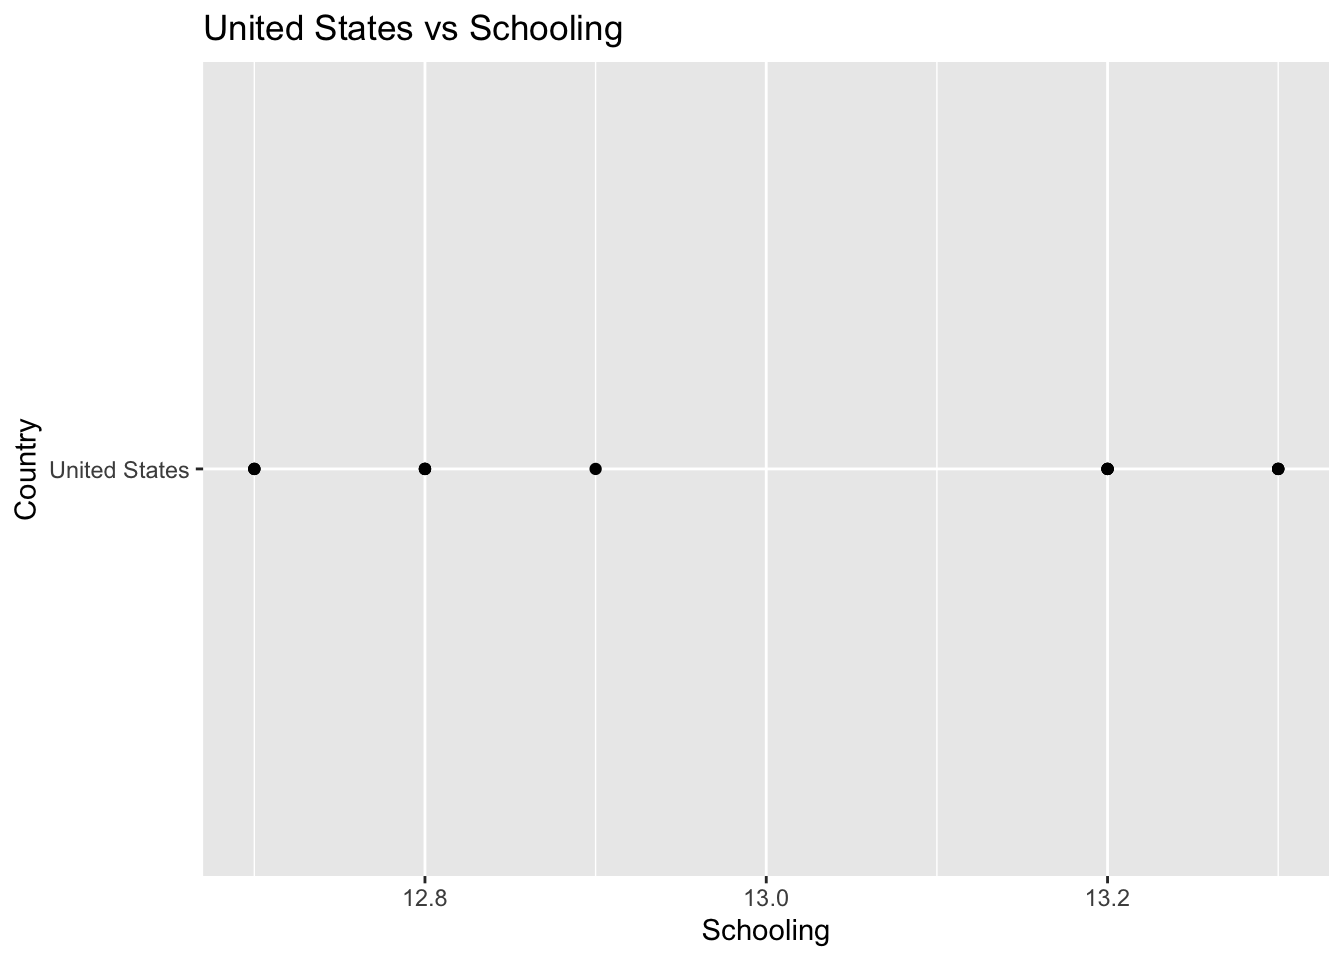 United States vs Schooling
Country
United States
12.8
13.0
13.2
Schooling